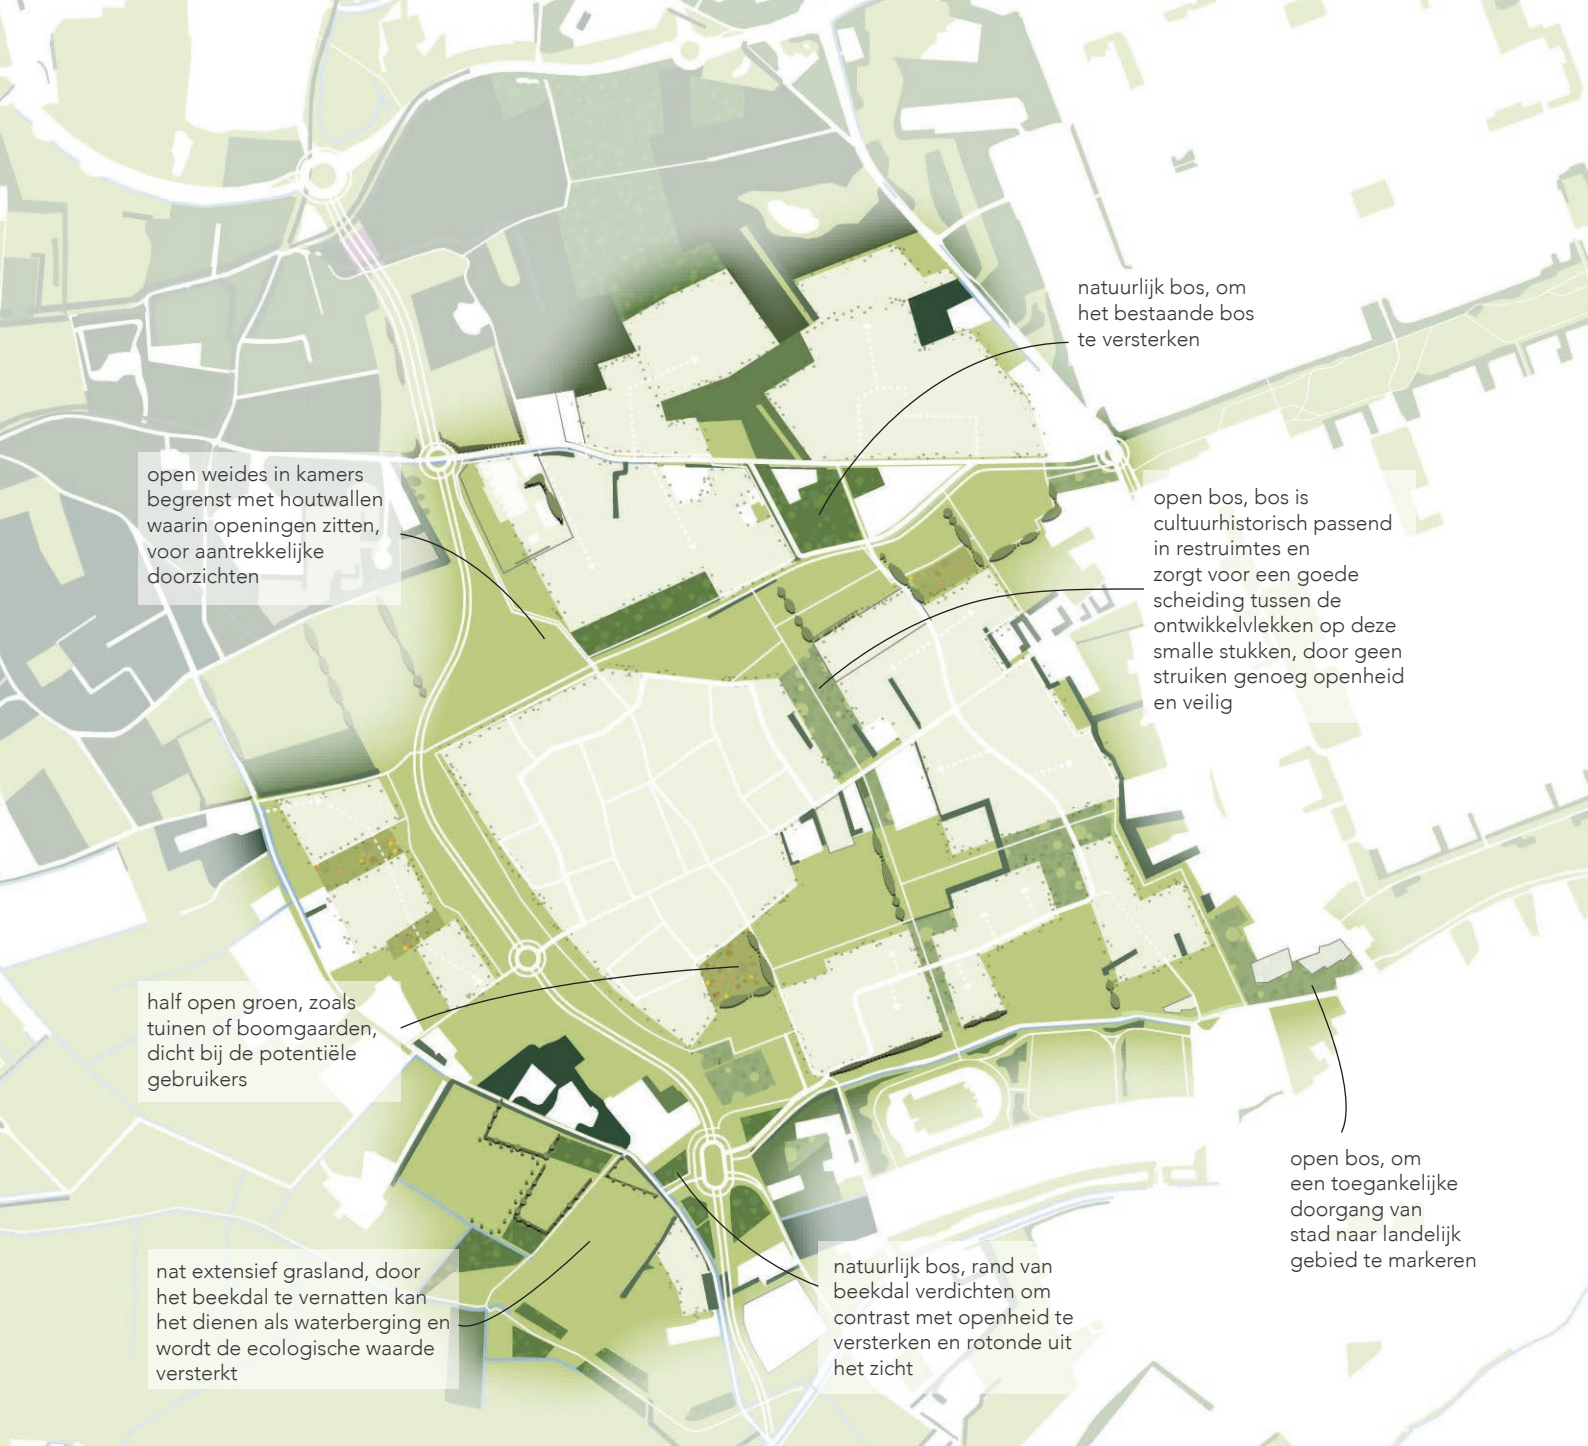 natuurlijk bos, om
het bestaande bos
te versterken
open weides in kamers
begrenst met houtwallen
waarin openingen zitten,
voor aantrekkelijke
doorzichten
open bos, bos is
cultuurhistorisch passend
in restruimtes en
zorgt voor een goede
scheiding tussen de
ontwikkelvlekken op deze
smalle stukken, door geen
struiken genoeg openheid
en veilig
half open groen, zoals
tuinen of boomgaarden,
dicht bij de potentiële
gebruikers
open bos, om
een toegankelijke
doorgang van
stad naar landelijk
gebied te markeren
nat extensief grasland, door
het beekdal te vernatten kan
het dienen als waterberging en
wordt de ecologische waarde
versterkt
natuurlijk bos, rand van
beekdal verdichten om
contrast met openheid te
versterken en rotonde uit
het zicht